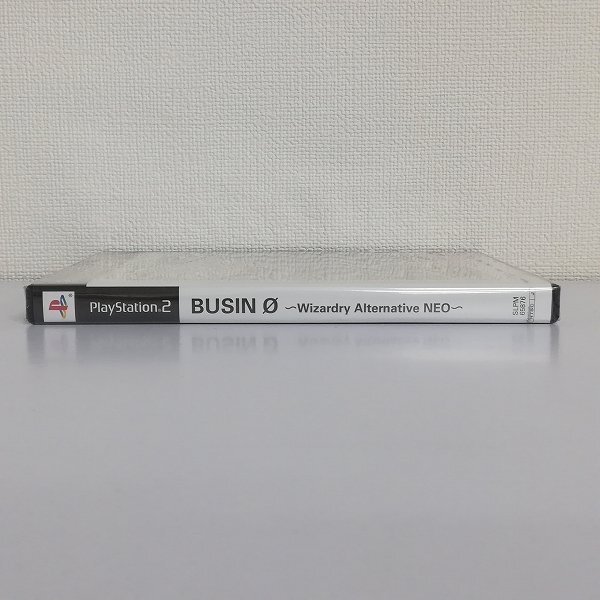 PlayStation®2
BUSIN Ø ～Wizardry Alternative NEO～
SLPM
65876